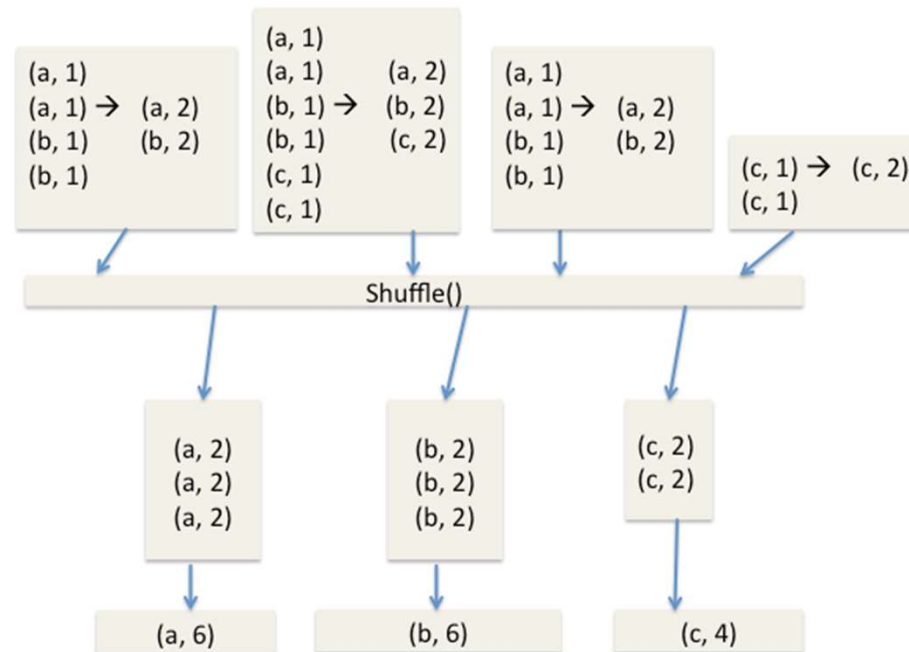 (a, 1)
(a, 1) → (a, 2)
(b, 1) (b, 2)
(b, 1)
(a, 1)
(a, 1) (a, 2)
(b, 1) → (b, 2)
(b, 1) (c, 2)
(c, 1)
(c, 1)
(a, 1)
(a, 1) → (a, 2)
(b, 1) (b, 2)
(b, 1)
(c, 1) → (c, 2)
(c, 1)
Shuffle()
(a, 2)
(a, 2)
(a, 2)
(b, 2)
(b, 2)
(b, 2)
(c, 2)
(c, 2)
(a, 6)
(b, 6)
(c, 4)